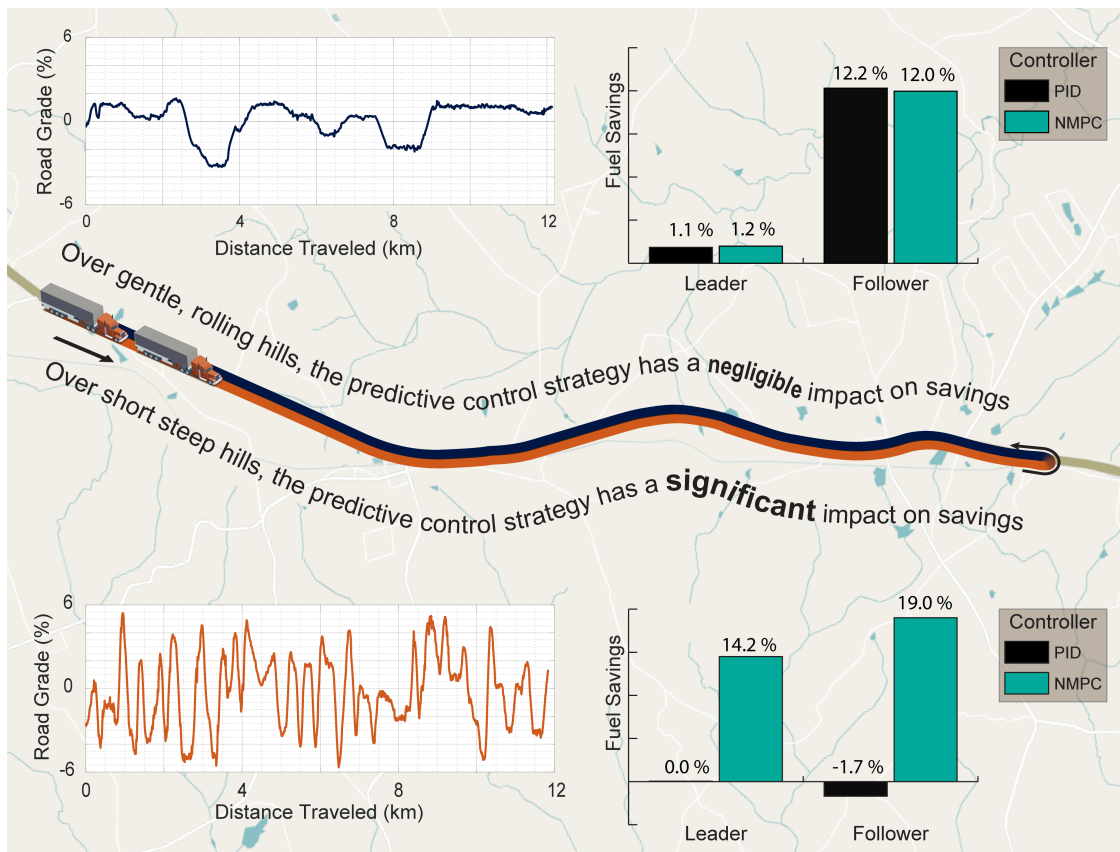 6
0
-6
Road Grade (%)
0
4
8
12
Distance Traveled (km)
Fuel Savings
1.1 %
1.2 %
12.2 %
12.0 %
Leader
Follower
Controller
PID
NMPC
Over gentle, rolling hills, the predictive control strategy has a negligible impact on savings
Over short steep hills, the predictive control strategy has a significant impact on savings
6
0
-6
Road Grade (%)
0
4
8
12
Distance Traveled (km)
Fuel Savings
0.0 %
14.2 %
-1.7 %
19.0 %
Leader
Follower
Controller
PID
NMPC